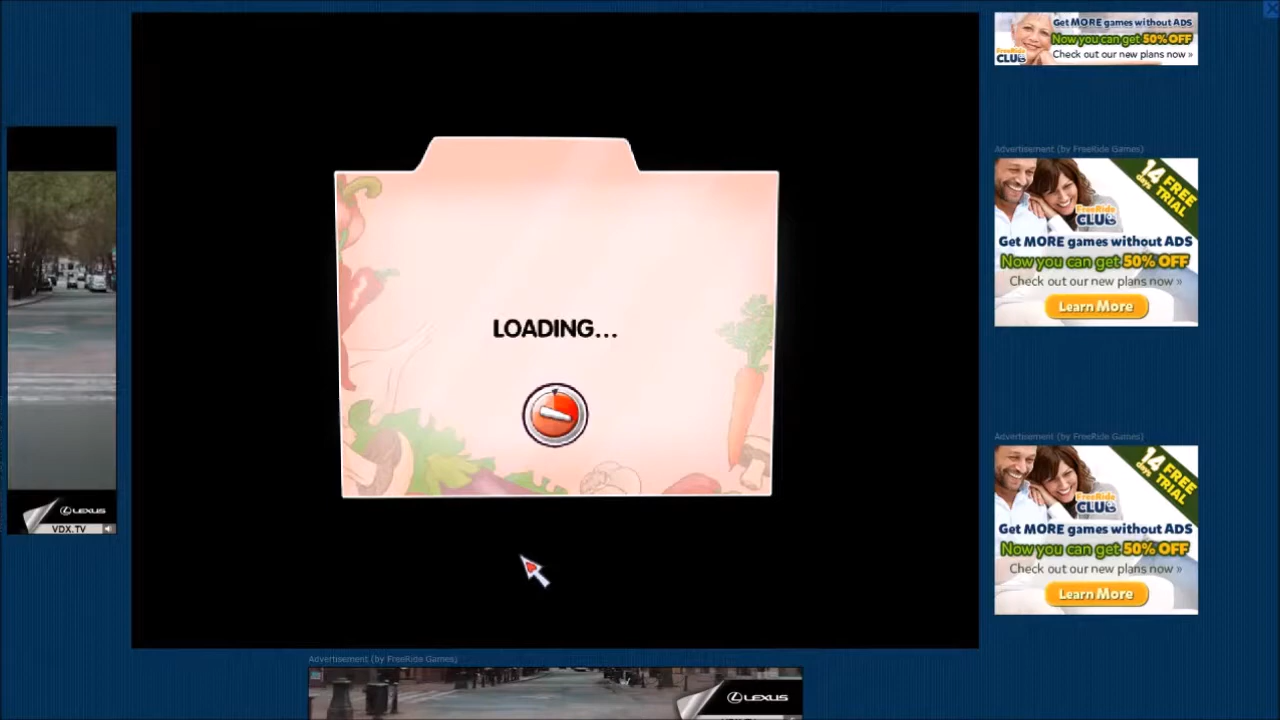 Get MORE games without ADS
Now you can get 50% OFF
Check out our new plans now »
FreeRide
CLUB
LOADING...
Advertisement (by FreeRide Games)
14 days FREE
TRIAL
FreeRide
CLUB
Get MORE games without ADS
Now you can get 50% OFF
Check out our new plans now »
Learn More
Advertisement (by FreeRide Games)
14 days FREE
TRIAL
FreeRide
CLUB
Get MORE games without ADS
Now you can get 50% OFF
Check out our new plans now »
Learn More
LEXUS
VDX.TV
Advertisement (by FreeRide Games)
LEXUS
VDX.TV